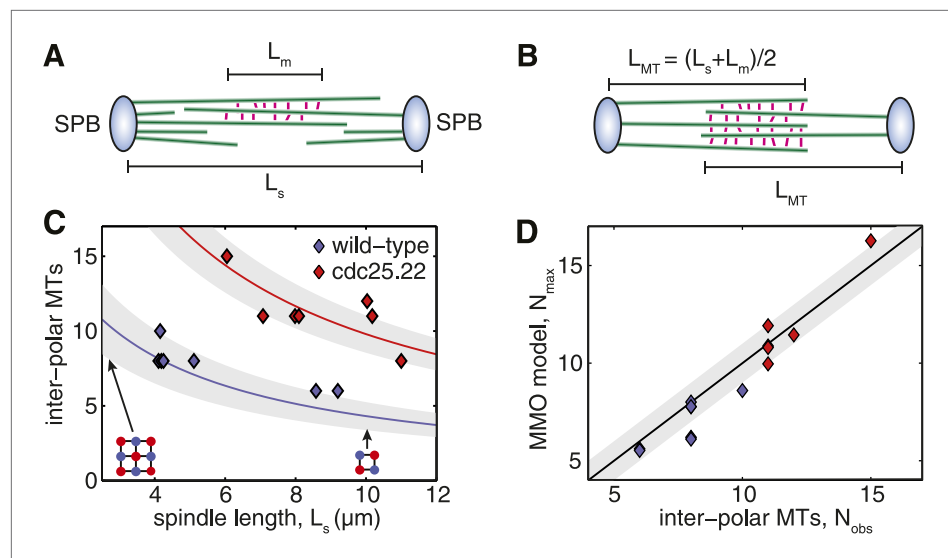 A
L_m
SPB
SPB
L_s
B
L_MT = (L_s+L_m)/2
L_MT
C
wild-type
cdc25.22
inter-polar MTs
15
10
5
0
4
6
8
10
12
spindle length, L_s (μm)
D
MMO model, N_max
15
10
5
5
10
15
inter-polar MTs, N_obs